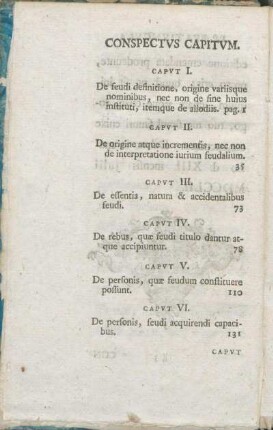 CONSPECTVS CAPITVM.
CAPVT I.
De feudi definitione, origine variisque
nominibus, nec non de fine huius
instituti, itemque de allodiis. pag. 1
CAPVT II.
De origine atque incrementis, nec non
de interpretatione iurium feudalium.
38
CAPVT III.
De essentia, natura & accidentalibus
feudi. 73
CAPVT IV.
De rebus, quæ feudi titulo dantur at-
que accipiuntur. 78
CAPVT V.
De personis, quæ feudum constituere
possunt. 110
CAPVT VI.
De personis, feudi acquirendi capaci-
bus. 131
CAPVT